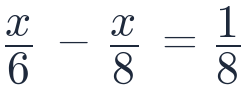 x/6 − x/8 = 1/8